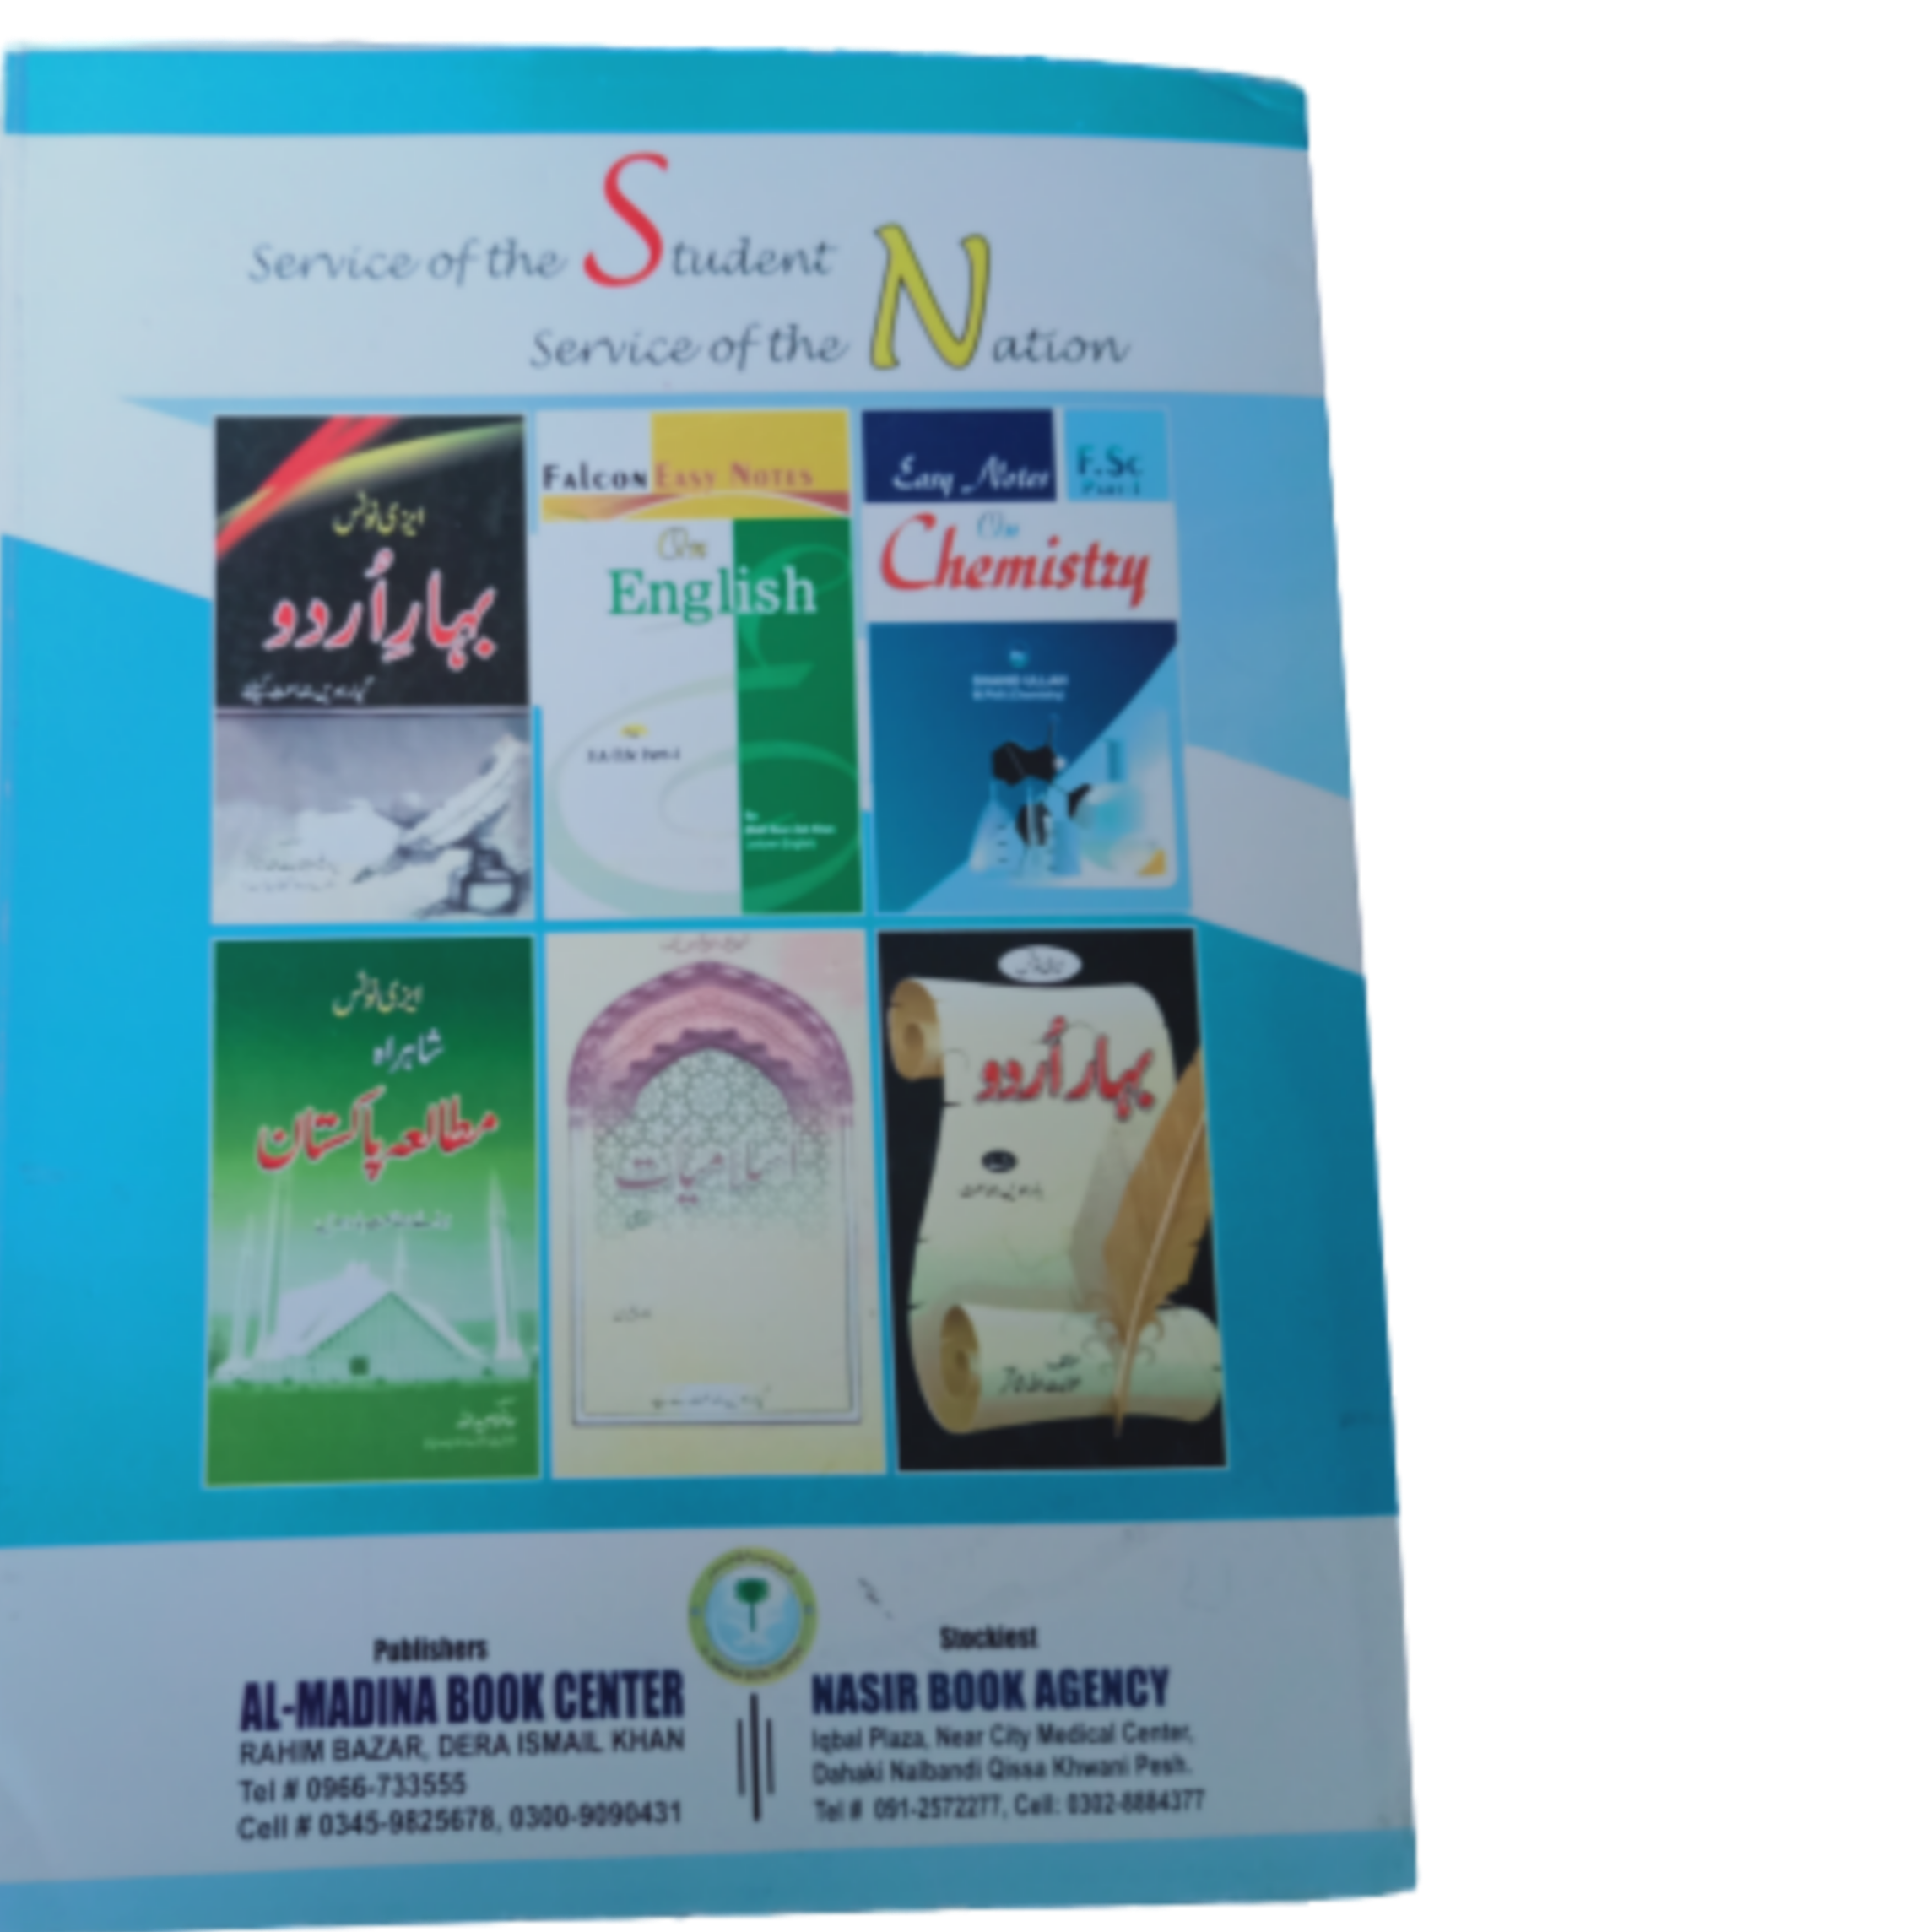 Service of the Student
Service of the Nation
ایزی نوٹس
بہارِ اُردو
Falcon Easy Notes
On
English
Easy Notes
F.Sc
Part-I
On
Chemistry
ایزی نوٹس
شاہراہ
مطالعہ پاکستان
اسلامیات
بہار اُردو
Publishers
AL-MADINA BOOK CENTER
RAHIM BAZAR, DERA ISMAIL KHAN
Tel # 0966-733555
Cell # 0345-9825678, 0300-9090431
Stockiest
NASIR BOOK AGENCY
Iqbal Plaza, Near City Medical Center,
Dahaki Nalbandi Qissa Khwani Pesh.
Tel # 091-2572277, Cell: 0302-8884377